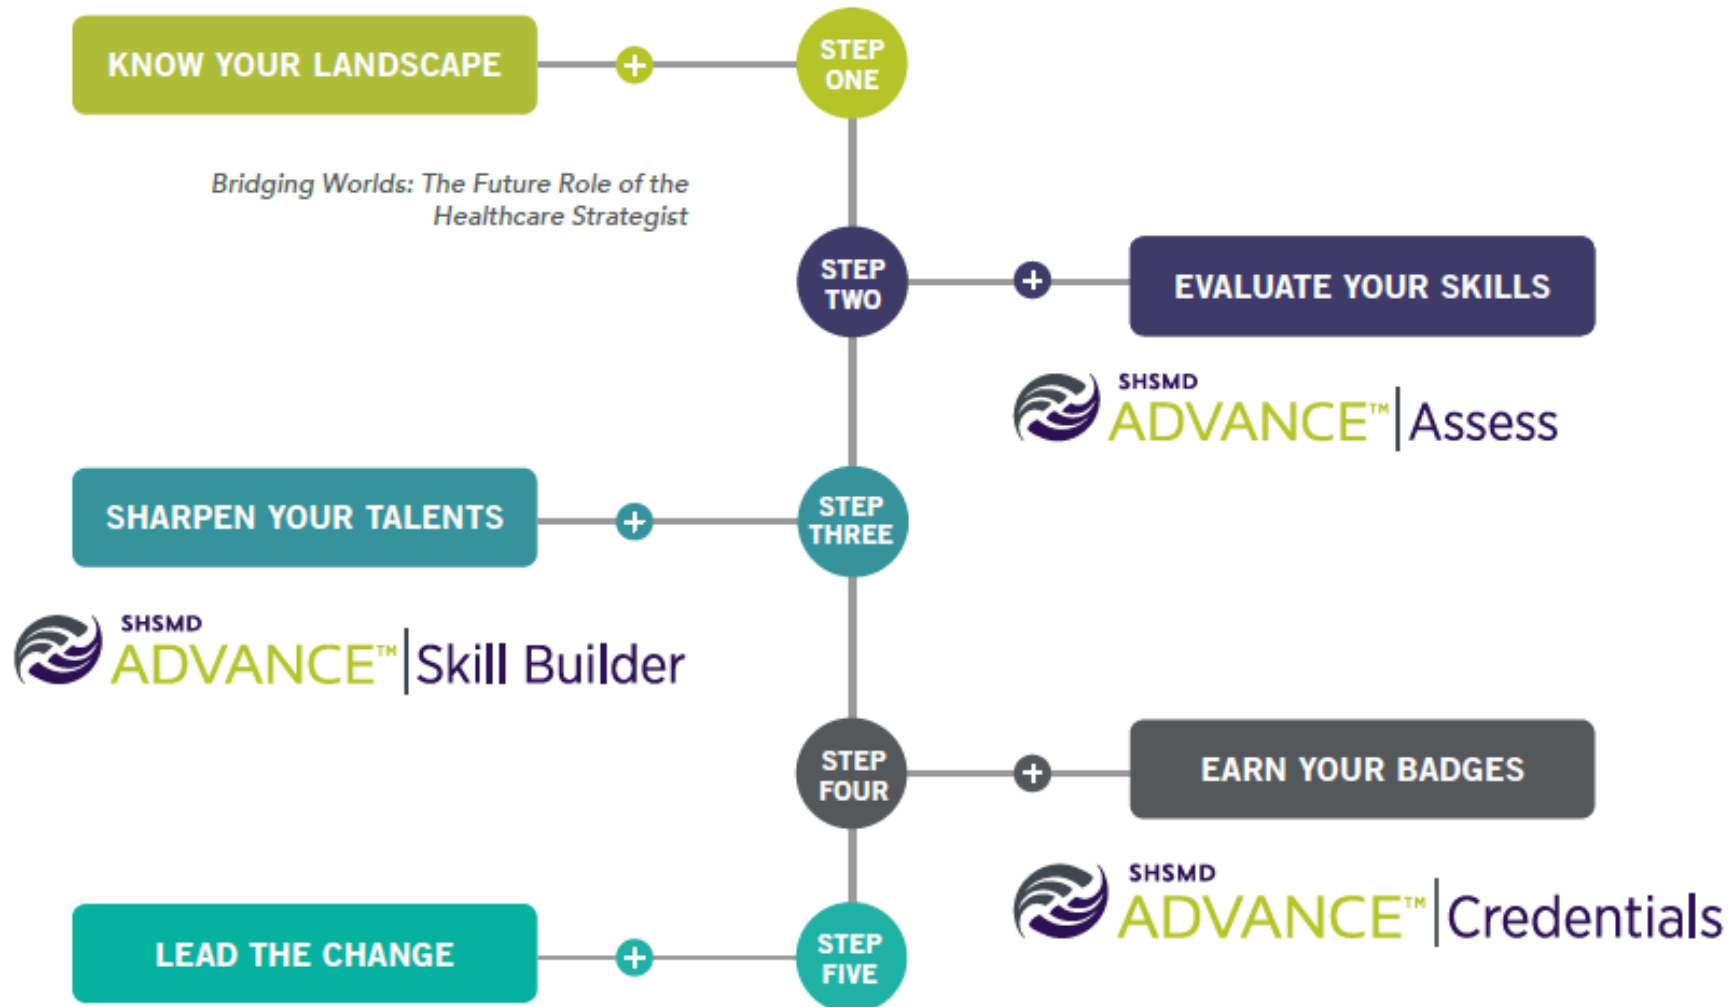 KNOW YOUR LANDSCAPE
STEP
ONE
Bridging Worlds: The Future Role of the
Healthcare Strategist
STEP
TWO
EVALUATE YOUR SKILLS
SHSMD
ADVANCE™ | Assess
SHARPEN YOUR TALENTS
STEP
THREE
SHSMD
ADVANCE™ | Skill Builder
STEP
FOUR
EARN YOUR BADGES
SHSMD
ADVANCE™ | Credentials
LEAD THE CHANGE
STEP
FIVE